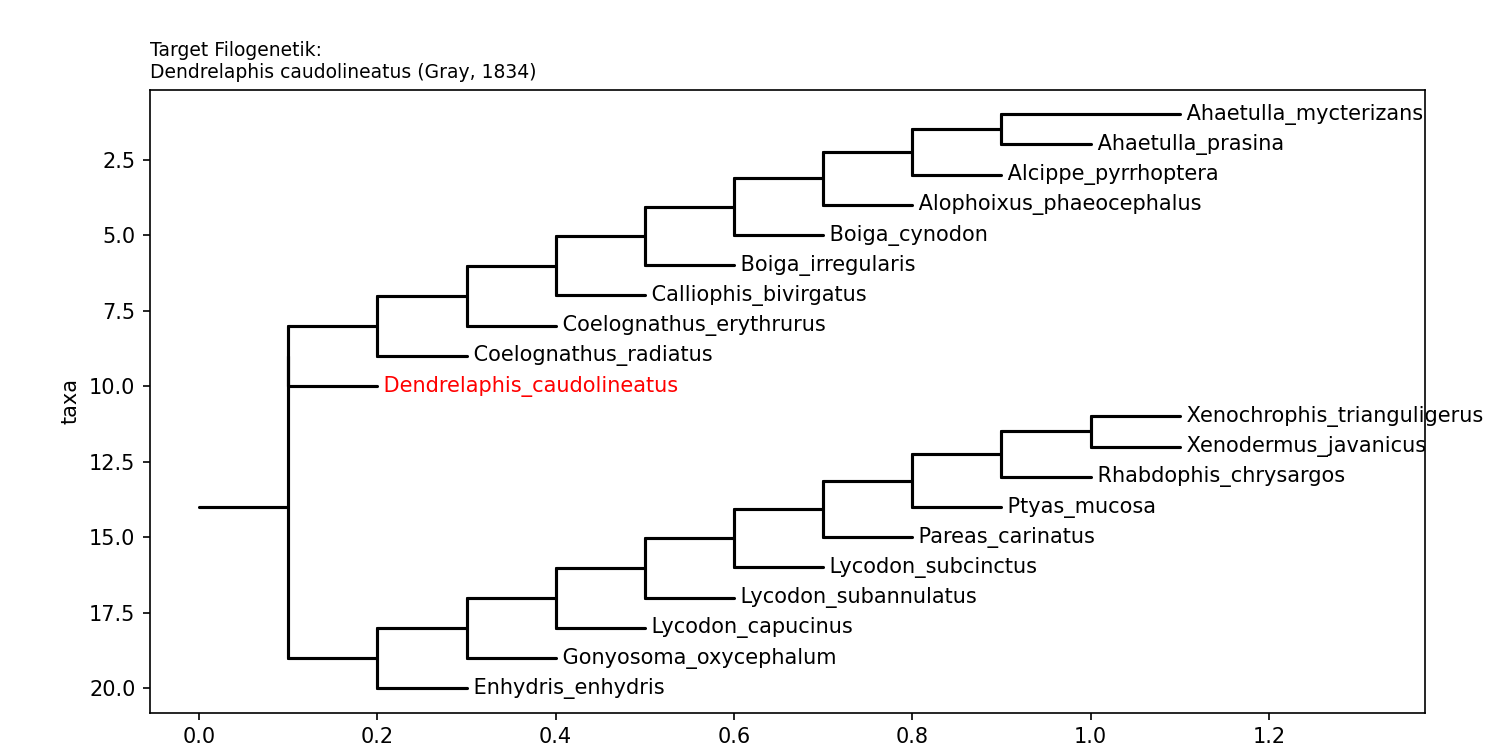 Target Filogenetik:
Dendrelaphis caudolineatus (Gray, 1834)
Ahaetulla_mycterizans
Ahaetulla_prasina
2.5
Alcippe_pyrrhoptera
Alophoixus_phaeocephalus
5.0
Boiga_cynodon
Boiga_irregularis
Calliophis_bivirgatus
7.5
Coelognathus_erythrurus
Coelognathus_radiatus
10.0
Dendrelaphis_caudolineatus
taxa
Xenochrophis_trianguligerus
Xenodermus_javanicus
12.5
Rhabdophis_chrysargos
Ptyas_mucosa
15.0
Pareas_carinatus
Lycodon_subcinctus
Lycodon_subannulatus
17.5
Lycodon_capucinus
Gonyosoma_oxycephalum
20.0
Enhydris_enhydris
0.0 0.2 0.4 0.6 0.8 1.0 1.2